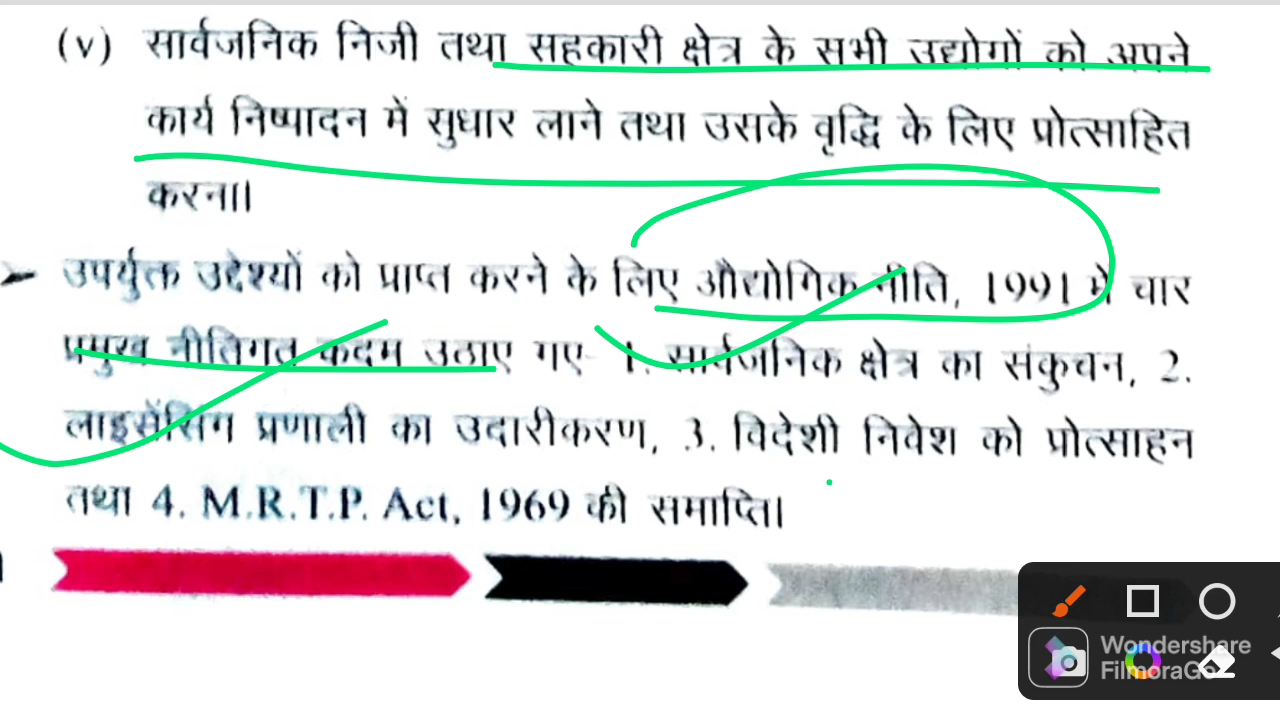 (v) सार्वजनिक निजी तथा सहकारी क्षेत्र के सभी उद्योगों को अपने
कार्य निष्पादन में सुधार लाने तथा उसके वृद्धि के लिए प्रोत्साहित
करना।।
➤ उपर्युक्त उद्देश्यों को प्राप्त करने के लिए औद्योगिक नीति, 1991 में चार
प्रमुख नीतिगत कदम उठाए गए- 1. सार्वजनिक क्षेत्र का संकुचन, 2.
लाइसेंसिंग प्रणाली का उदारीकरण, 3. विदेशी निवेश को प्रोत्साहन
तथा 4. M.R.T.P. Act, 1969 की समाप्ति।
Wondershare
FilmoraGo